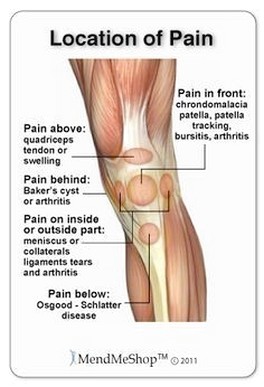 Location of Pain
Pain in front:
chrondomalacia
patella, patella
tracking,
bursitis, arthritis
Pain above:
quadriceps
tendon or
swelling
Pain behind:
Baker's cyst
or arthritis
Pain on inside
or outside part:
meniscus or
collaterals
ligaments tears
and arthritis
Pain below:
Osgood - Schlatter
disease
MendMeShop™ © 2011